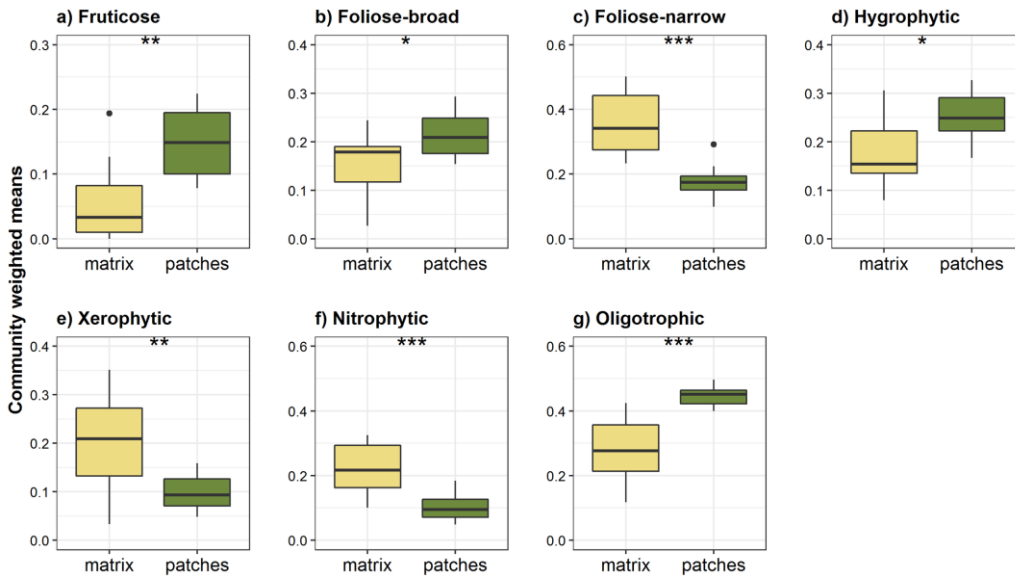 a) Fruticose
b) Foliose-broad
c) Foliose-narrow
d) Hygrophytic
** * *** *
0.3 0.4 0.6 0.4
0.2 0.3 0.4 0.3
0.1 0.2 0.2 0.2
0.1 0.1
0.0 0.0 0.0 0.0
matrix patches matrix patches matrix patches matrix patches
Community weighted means
e) Xerophytic
f) Nitrophytic
g) Oligotrophic
** *** ***
0.4 0.6 0.6
0.3 0.4 0.4
0.2 0.2 0.2
0.1
0.0 0.0 0.0
matrix patches matrix patches matrix patches